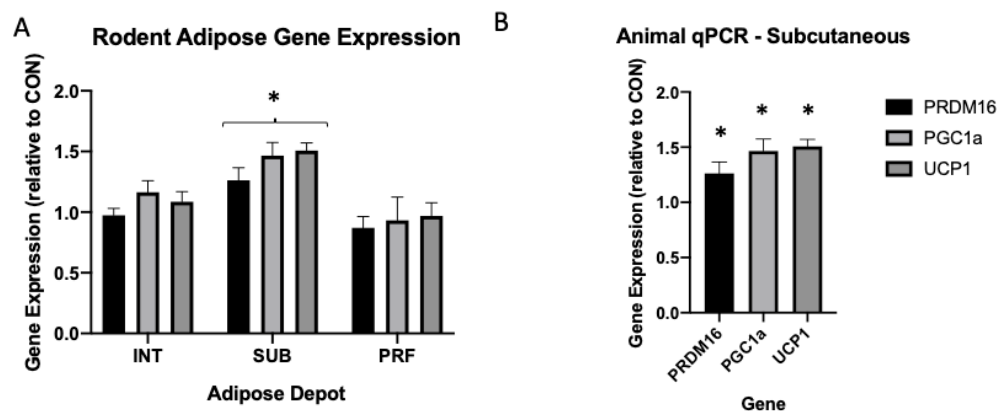 A
Rodent Adipose Gene Expression
Gene Expression (relative to CON)
2.0
1.5
1.0
0.5
0.0
*
INT SUB PRF
Adipose Depot
B
Animal qPCR - Subcutaneous
Gene Expression (relative to CON)
2.0
1.5
1.0
0.5
0.0
* * *
PRDM16 PGC1a UCP1
Gene
PRDM16
PGC1a
UCP1